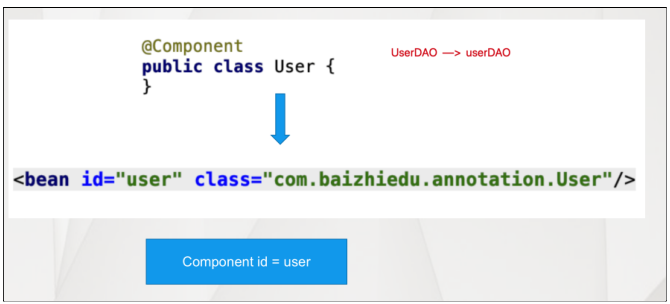 @Component
public class User {
}
UserDAO —> userDAO
<bean id="user" class="com.baizhiedu.annotation.User"/>
Component id = user